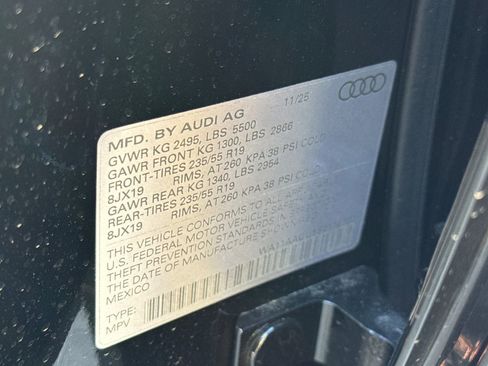 11/25
MFD. BY AUDI AG
GVWR KG 2495, LBS 5500
GAWR FRONT KG 1300, LBS 2866
FRONT-TIRES 235/55 R19
8JX19 RIMS, AT 260 KPA/38 PSI COLD
GAWR REAR KG 1340, LBS 2954
REAR-TIRES 235/55 R19
8JX19 RIMS, AT 260 KPA/38 PSI COLD
THIS VEHICLE CONFORMS TO ALL
U.S. FEDERAL MOTOR VEHICLE SAFETY
THEFT PREVENTION STANDARDS IN
THE DATE OF MANUFACTURE SHOWN
MEXICO
TYPE:
MPV